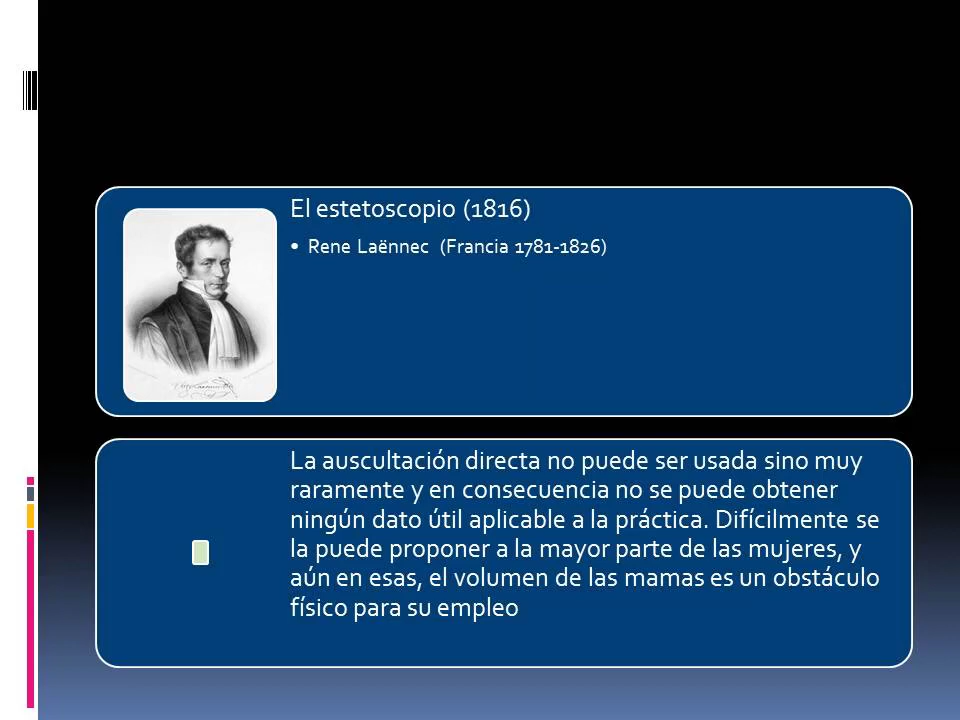 El estetoscopio (1816)
• Rene Laënnec (Francia 1781-1826)
La auscultación directa no puede ser usada sino muy
raramente y en consecuencia no se puede obtener
ningún dato útil aplicable a la práctica. Difícilmente se
la puede proponer a la mayor parte de las mujeres, y
aún en esas, el volumen de las mamas es un obstáculo
físico para su empleo